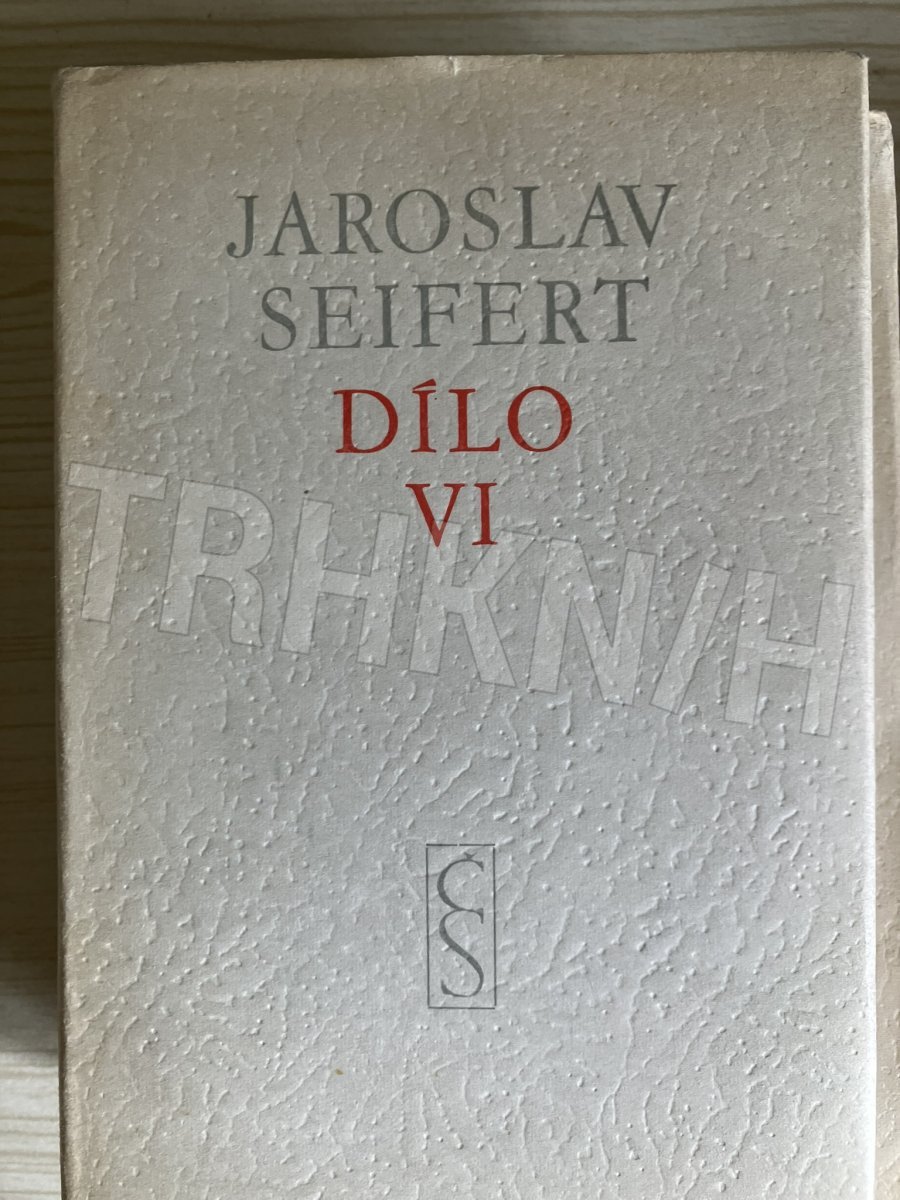 JAROSLAV
SEIFERT
DÍLO
VI
TRHKNIH
ČS